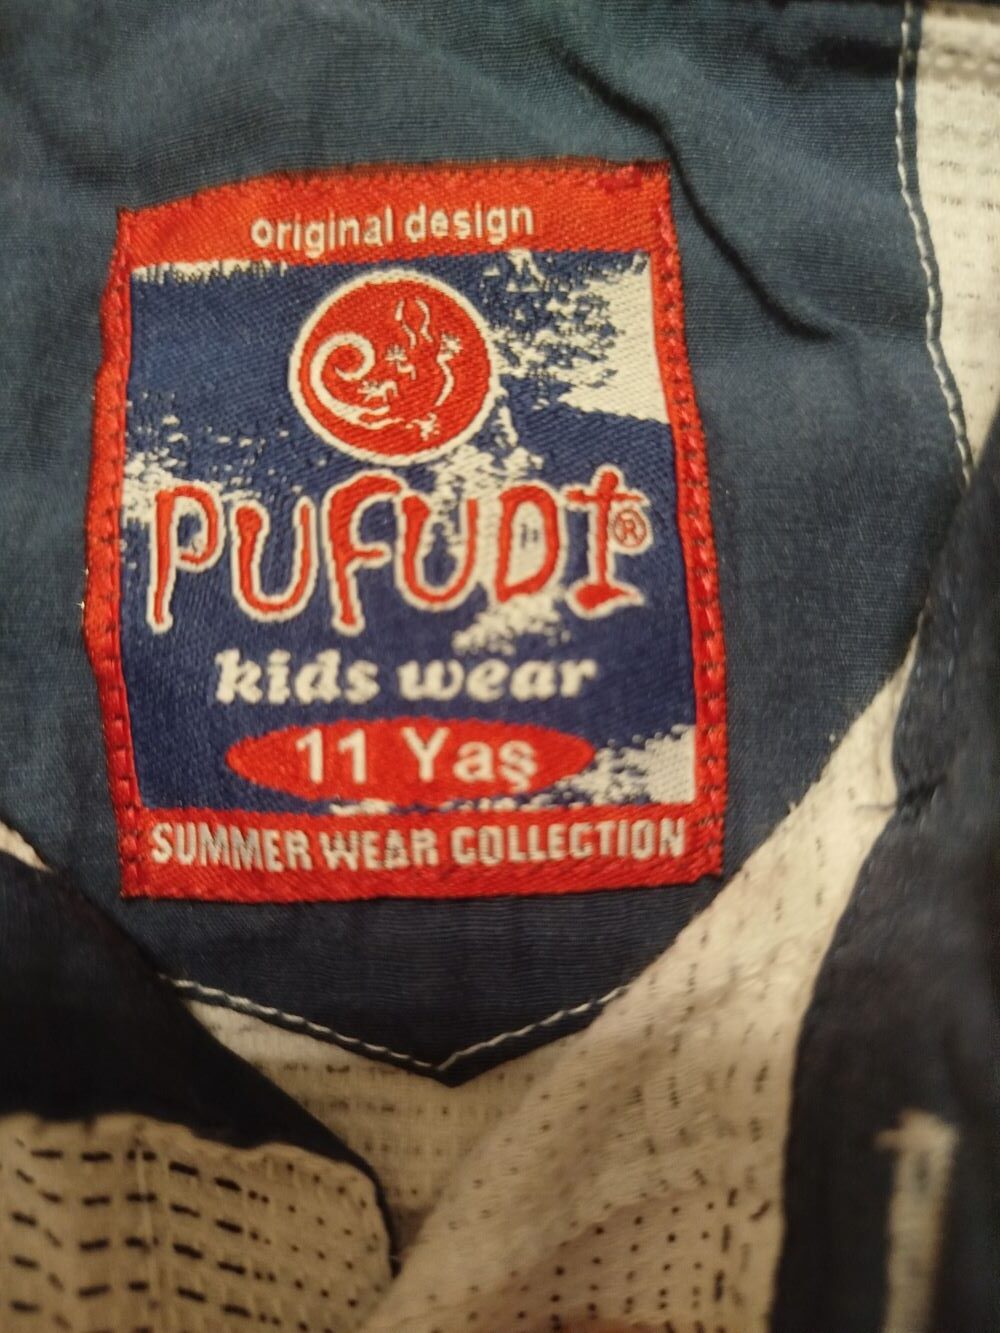 original design
PUFUDI®
kids wear
11 Yaş
SUMMER WEAR COLLECTION